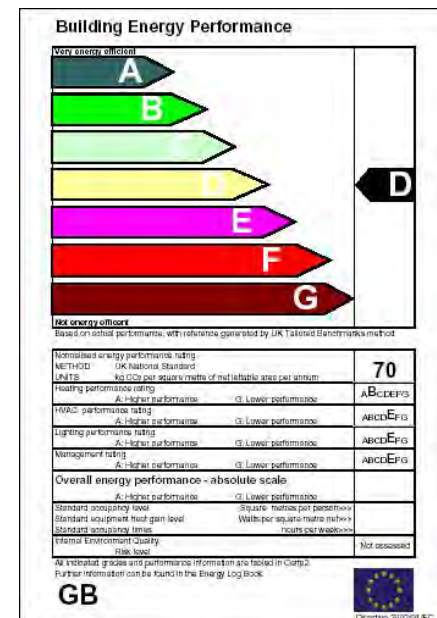 Building Energy Performance
Very energy efficient
A
B
C
D
D
E
F
G
Not energy efficient
Based on actual performance, with reference generated by UK Tailored Benchmarks method
Normalised energy performance rating
METHOD UK National Standard
UNITS kg CO2 per square metre of net lettable area per annum
70
Heating performance rating
A: Higher performance G: Lower performance
ABCDEFG
HVAC performance rating
A: Higher performance G: Lower performance
ABCDEFG
Lighting performance rating
A: Higher performance G: Lower performance
ABCDEFG
Management rating
A: Higher performance G: Lower performance
ABCDEFG
Overall energy performance - absolute scale
A: Higher performance G: Lower performance
Standard occupancy level Square metres per person>>>
Standard equipment heat gain level Watts per square metre net>>>
Standard occupancy times hours per week>>>
Internal Environment Quality
Risk level
Not assessed
All indicated grades and performance information are tabled in
Further information can be found in the Energy Log Book
GB